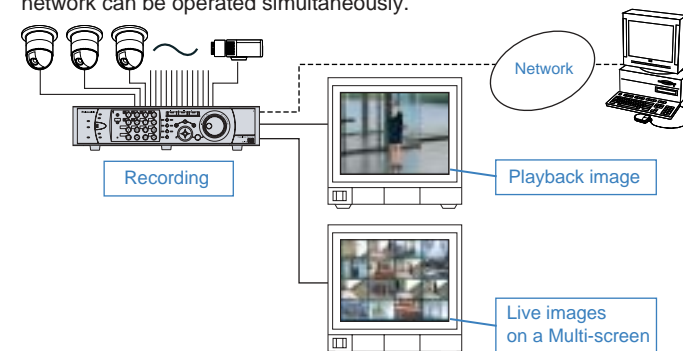 network can be operated simultaneously.
Network
Recording
Playback image
Live images
on a Multi-screen